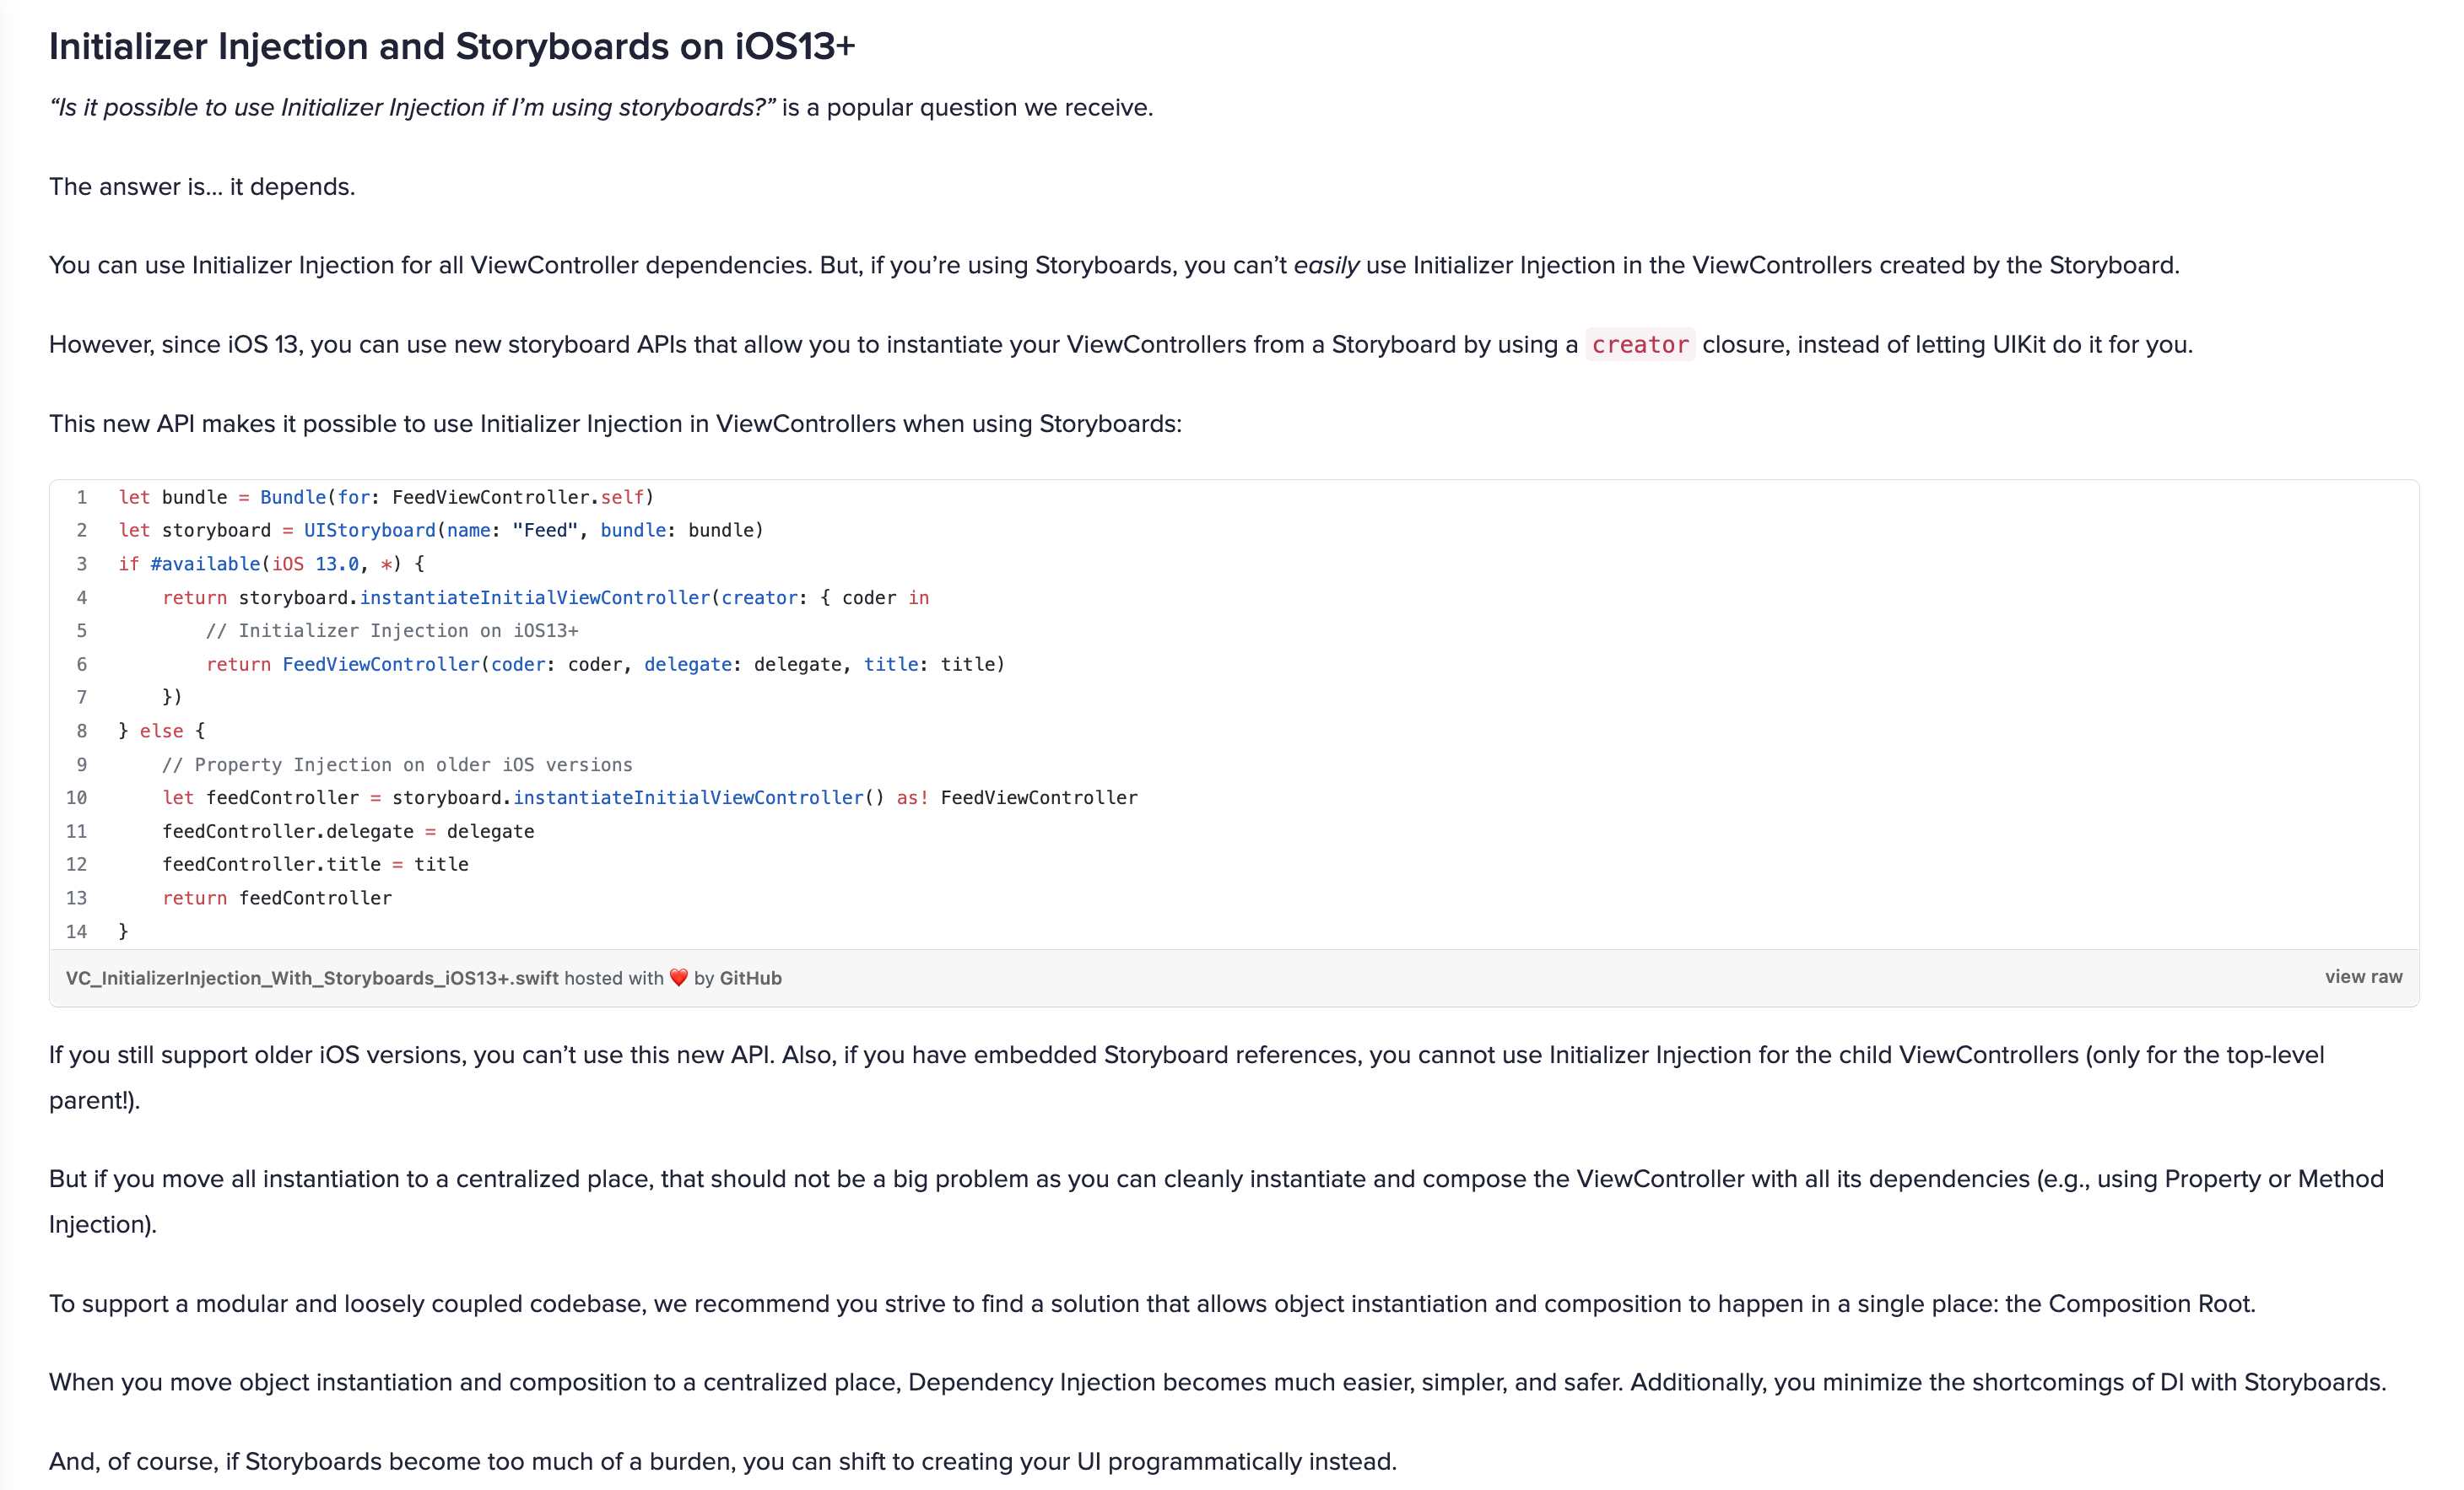 Initializer Injection and Storyboards on iOS13+
“Is it possible to use Initializer Injection if I’m using storyboards?” is a popular question we receive.
The answer is... it depends.
You can use Initializer Injection for all ViewController dependencies. But, if you’re using Storyboards, you can’t easily use Initializer Injection in the ViewControllers created by the Storyboard.
However, since iOS 13, you can use new storyboard APIs that allow you to instantiate your ViewControllers from a Storyboard by using a creator closure, instead of letting UIKit do it for you.
This new API makes it possible to use Initializer Injection in ViewControllers when using Storyboards:
1 let bundle = Bundle(for: FeedViewController.self)
2 let storyboard = UIStoryboard(name: "Feed", bundle: bundle)
3 if #available(iOS 13.0, *) {
4     return storyboard.instantiateInitialViewController(creator: { coder in
5         // Initializer Injection on iOS13+
6         return FeedViewController(coder: coder, delegate: delegate, title: title)
7     })
8 } else {
9     // Property Injection on older iOS versions
10     let feedController = storyboard.instantiateInitialViewController() as! FeedViewController
11     feedController.delegate = delegate
12     feedController.title = title
13     return feedController
14 }
VC_InitializerInjection_With_Storyboards_iOS13+.swift hosted with ❤ by GitHub view raw
If you still support older iOS versions, you can’t use this new API. Also, if you have embedded Storyboard references, you cannot use Initializer Injection for the child ViewControllers (only for the top-level
parent!).
But if you move all instantiation to a centralized place, that should not be a big problem as you can cleanly instantiate and compose the ViewController with all its dependencies (e.g., using Property or Method
Injection).
To support a modular and loosely coupled codebase, we recommend you strive to find a solution that allows object instantiation and composition to happen in a single place: the Composition Root.
When you move object instantiation and composition to a centralized place, Dependency Injection becomes much easier, simpler, and safer. Additionally, you minimize the shortcomings of DI with Storyboards.
And, of course, if Storyboards become too much of a burden, you can shift to creating your UI programmatically instead.